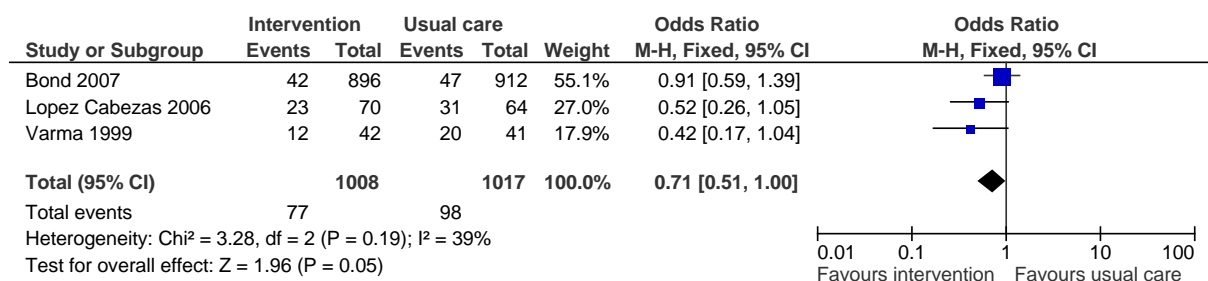 Intervention Usual care Odds Ratio Odds Ratio
Study or Subgroup Events Total Events Total Weight M-H, Fixed, 95% CI M-H, Fixed, 95% CI
Bond 2007 42 896 47 912 55.1% 0.91 [0.59, 1.39]
Lopez Cabezas 2006 23 70 31 64 27.0% 0.52 [0.26, 1.05]
Varma 1999 12 42 20 41 17.9% 0.42 [0.17, 1.04]
Total (95% CI) 1008 1017 100.0% 0.71 [0.51, 1.00]
Total events 77 98
Heterogeneity: Chi² = 3.28, df = 2 (P = 0.19); I² = 39%
Test for overall effect: Z = 1.96 (P = 0.05)
0.01 0.1 1 10 100
Favours intervention Favours usual care